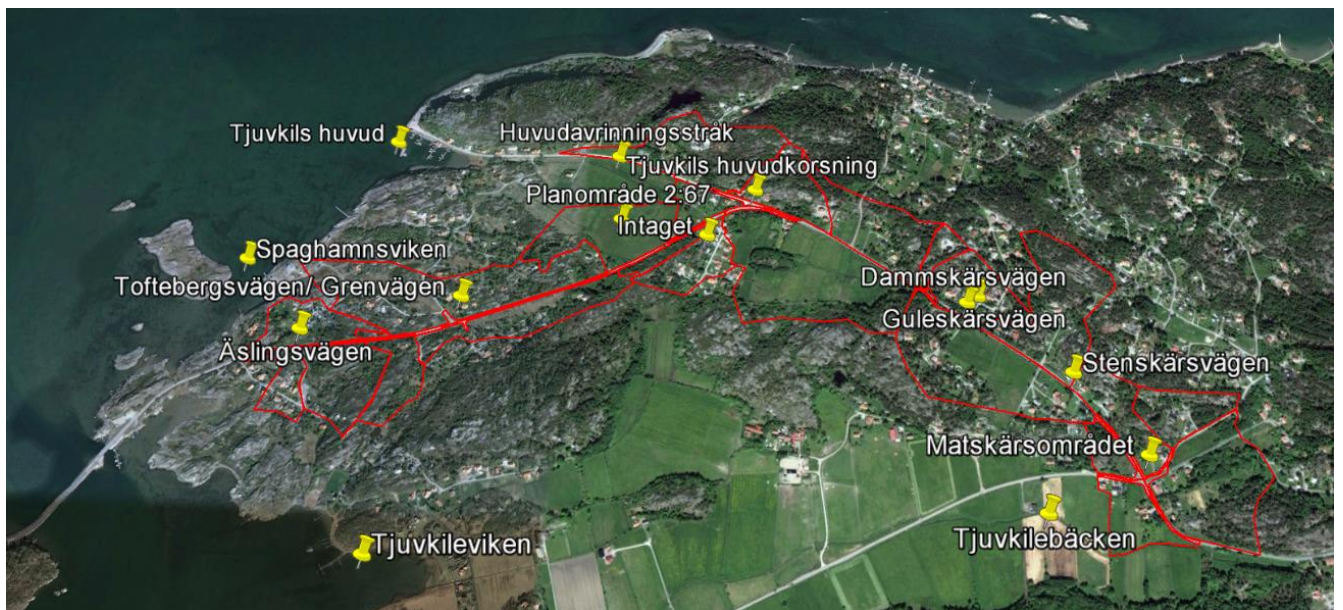 Tjuvkils huvud
Huvudavrinningsstråk
Tjuvkils huvudkorsning
Planområde 2:67
Intaget
Spaghamnsviken
Toftebergsvägen/ Grenvägen
Dammskärsvägen
Guleskärsvägen
Äslingsvägen
Stenskärsvägen
Matskärsområdet
Tjuvkileviken
Tjuvkilebäcken